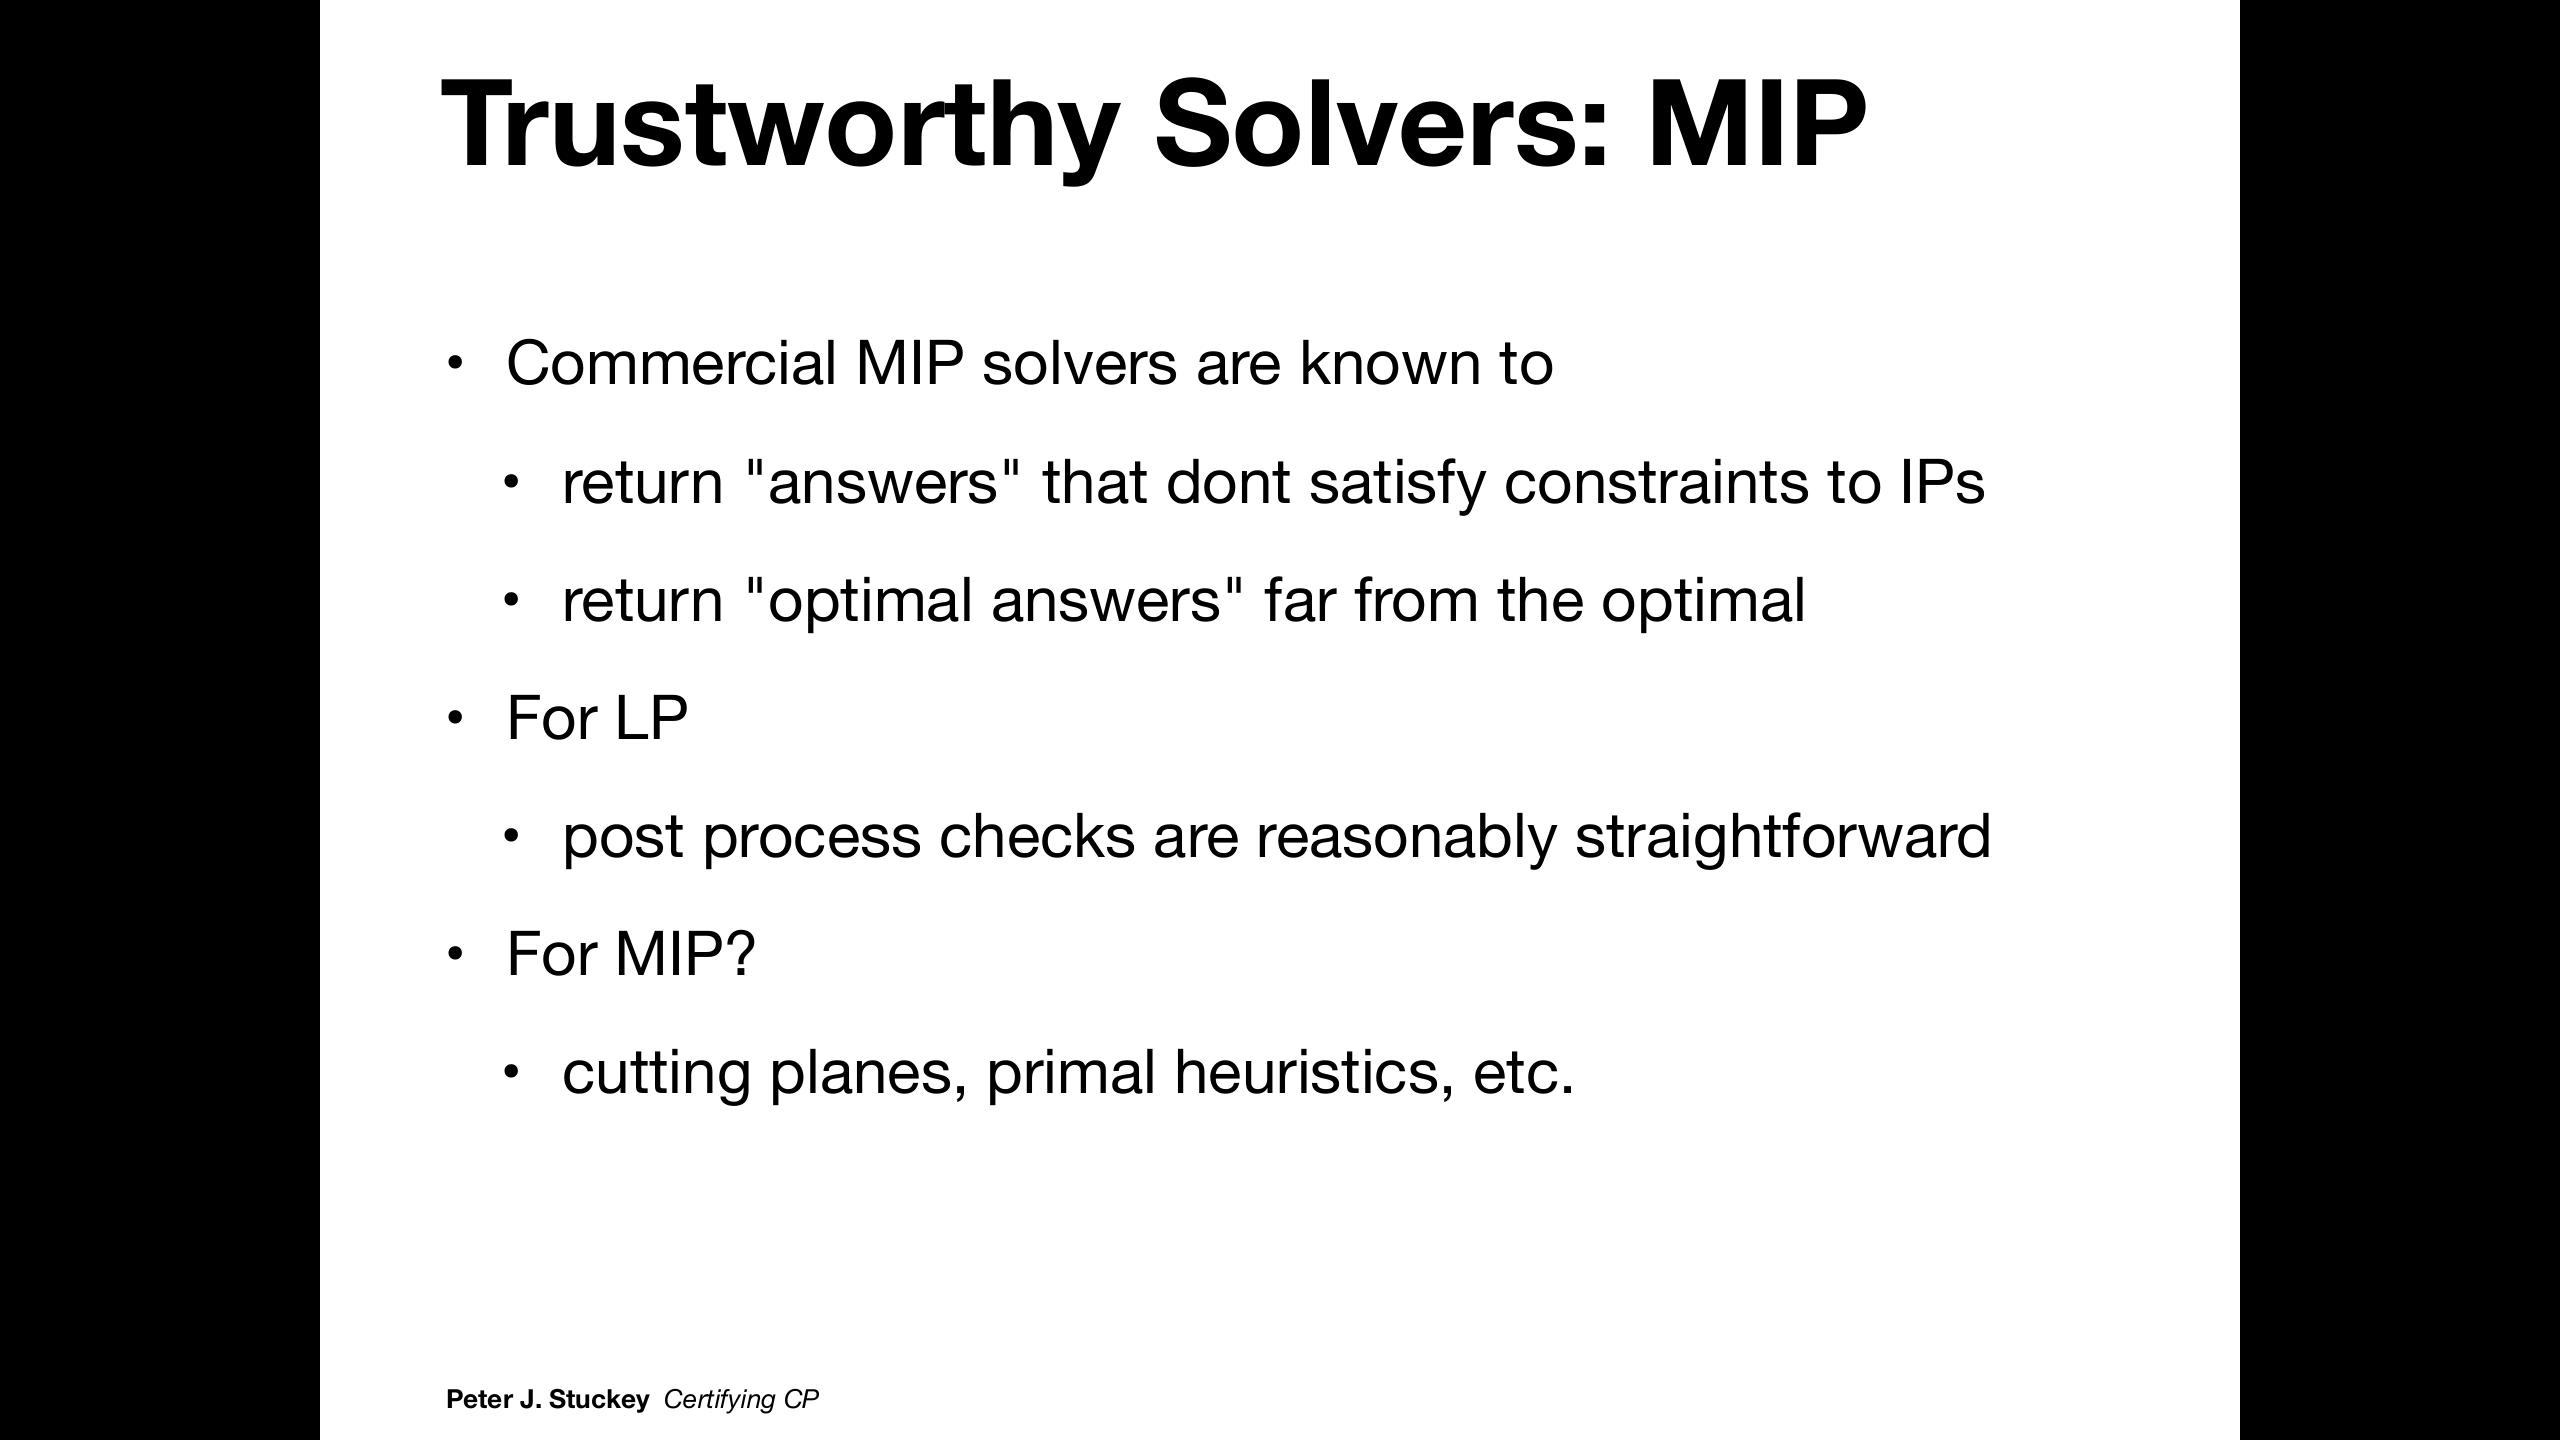 Trustworthy Solvers: MIP
• Commercial MIP solvers are known to
• return "answers" that dont satisfy constraints to IPs
• return "optimal answers" far from the optimal
• For LP
• post process checks are reasonably straightforward
• For MIP?
• cutting planes, primal heuristics, etc.
Peter J. Stuckey Certifying CP